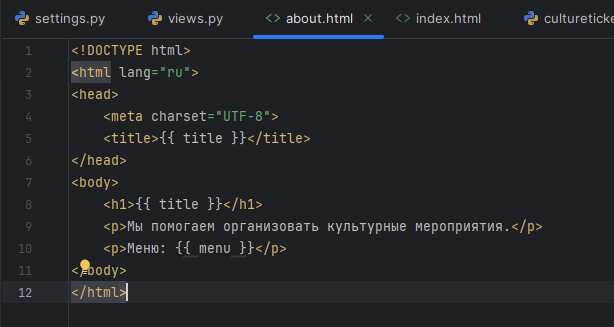 settings.py views.py about.html index.html cultureticke
1 <!DOCTYPE html>
2 <html lang="ru">
3 <head>
4 <meta charset="UTF-8">
5 <title>{{ title }}</title>
6 </head>
7 <body>
8 <h1>{{ title }}</h1>
9 <p>Мы помогаем организовать культурные мероприятия.</p>
10 <p>Меню: {{ menu }}</p>
11 </body>
12 </html>